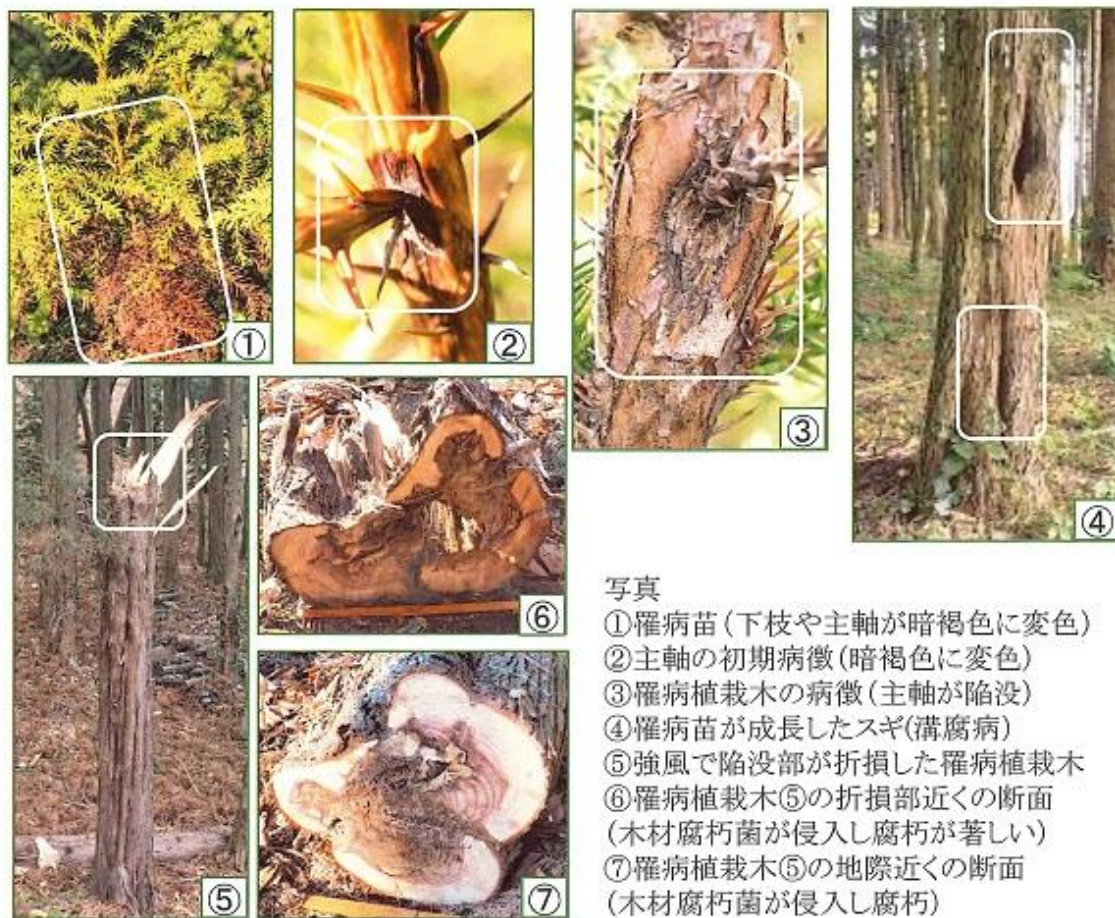 ①
②
③
④
⑤
⑥
⑦
写真
①罹病苗(下枝や主軸が暗褐色に変色)
②主軸の初期病徴(暗褐色に変色)
③罹病植栽木の病徴(主軸が陥没)
④罹病苗が成長したスギ(溝腐病)
⑤強風で陥没部が折損した罹病植栽木
⑥罹病植栽木⑤の折損部近くの断面
(木材腐朽菌が侵入し腐朽が著しい)
⑦罹病植栽木⑤の地際近くの断面
(木材腐朽菌が侵入し腐朽)